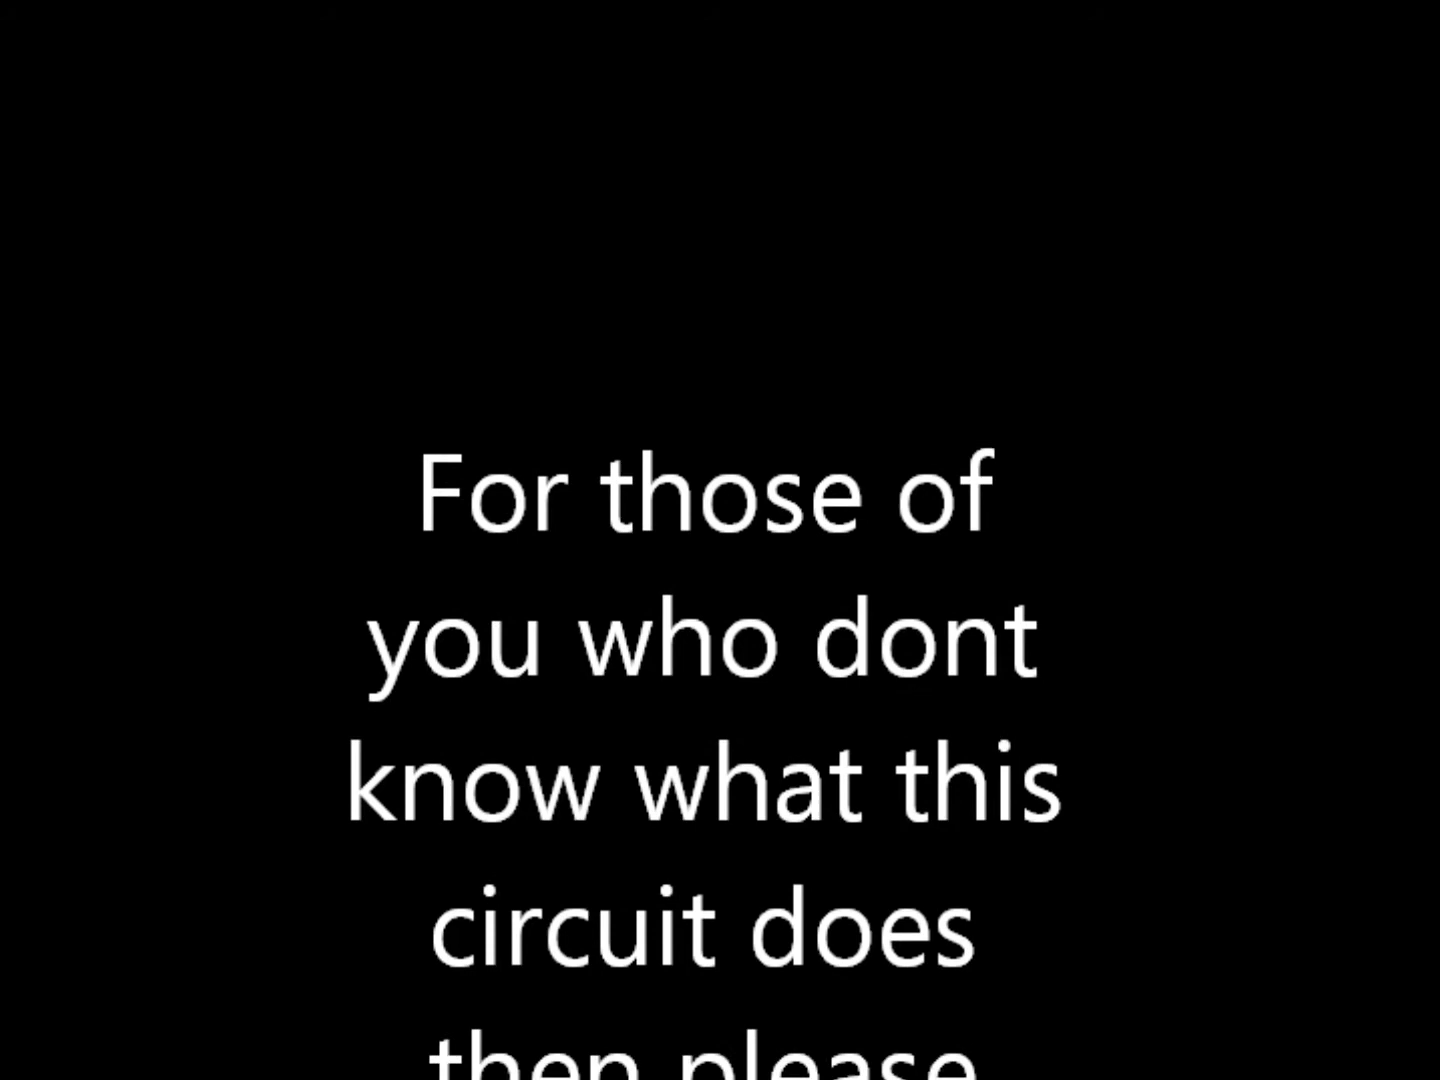 For those of
you who dont
know what this
circuit does
then please